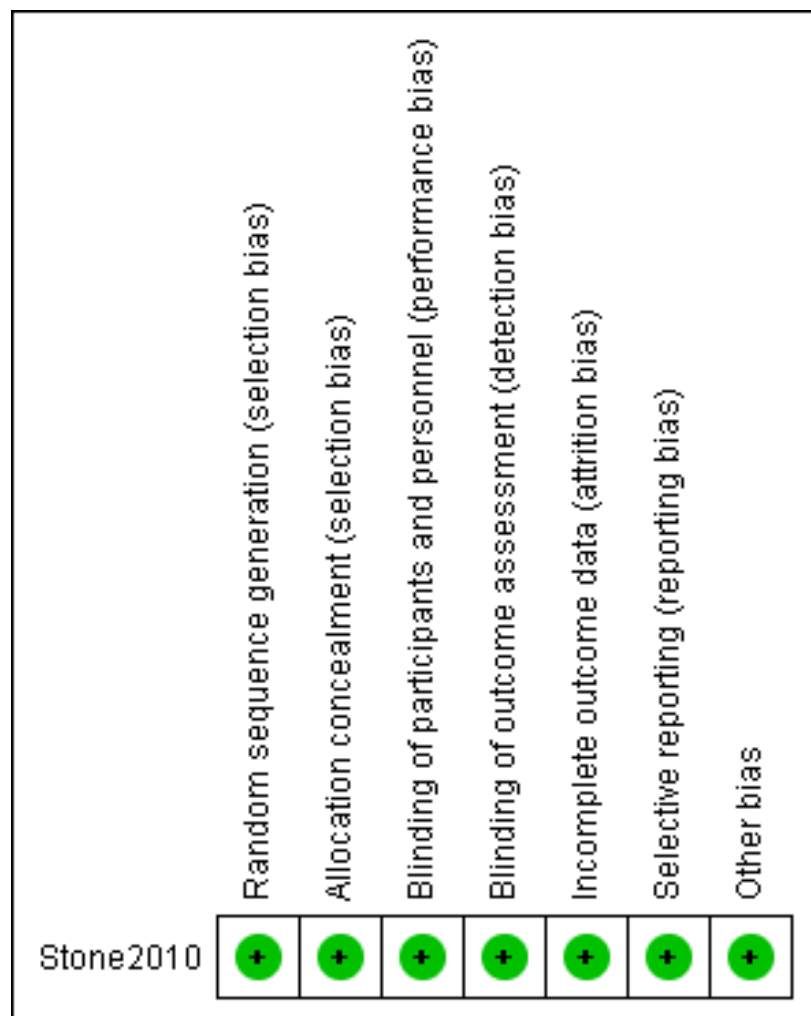 Random sequence generation (selection bias)
Allocation concealment (selection bias)
Blinding of participants and personnel (performance bias)
Blinding of outcome assessment (detection bias)
Incomplete outcome data (attrition bias)
Selective reporting (reporting bias)
Other bias
Stone2010 + + + + + + +